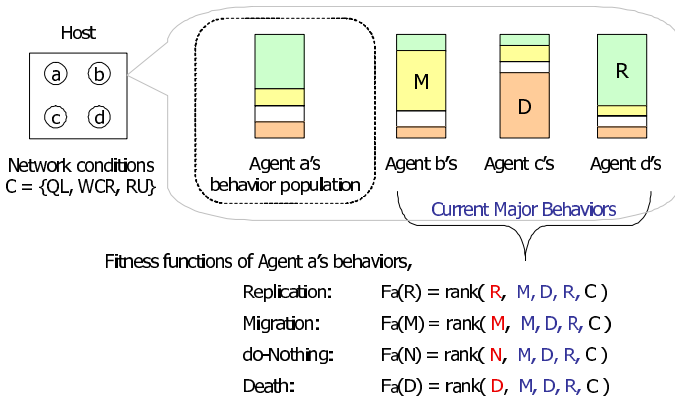 Host
a b
c d
Network conditions
C = {QL, WCR, RU}
M
D
R
Agent a's
behavior population
Agent b's
Agent c's
Agent d's
Current Major Behaviors
Fitness functions of Agent a's behaviors,
Replication: Fa(R) = rank( R, M, D, R, C )
Migration: Fa(M) = rank( M, M, D, R, C )
do-Nothing: Fa(N) = rank( N, M, D, R, C )
Death: Fa(D) = rank( D, M, D, R, C )